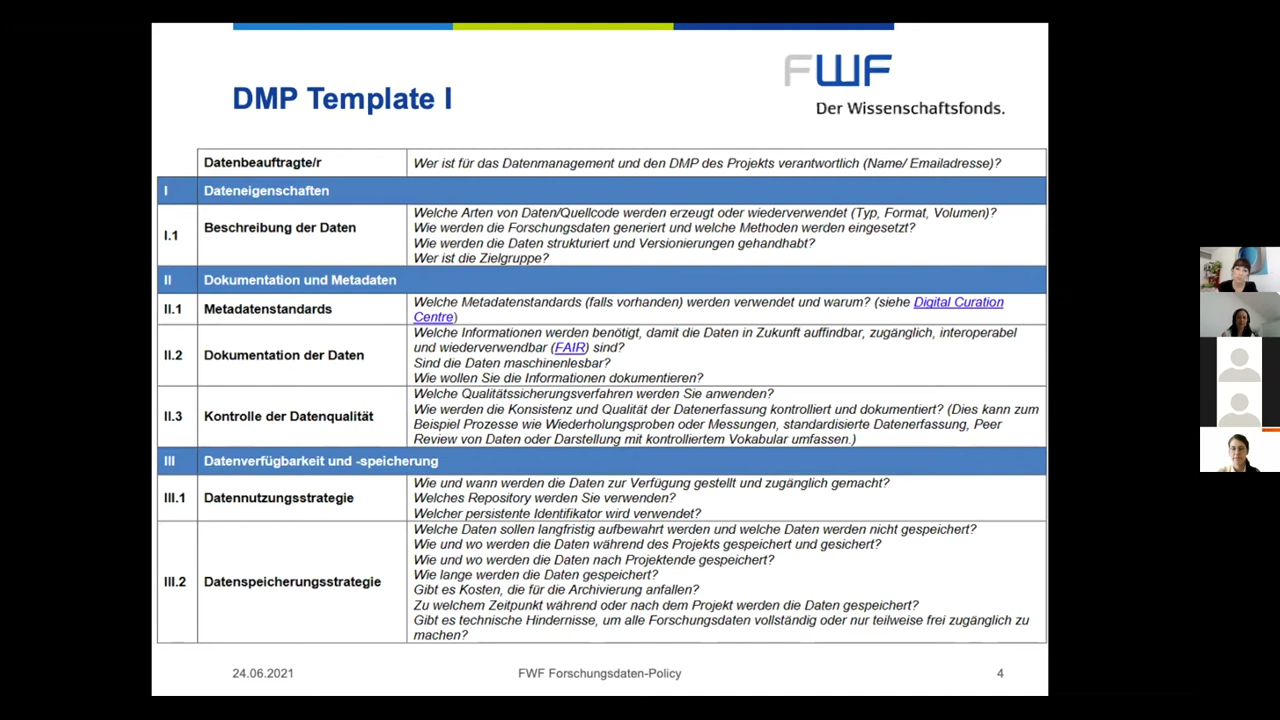 FWF
Der Wissenschaftsfonds.
DMP Template I
Datenbeauftragte/r
Wer ist für das Datenmanagement und den DMP des Projekts verantwortlich (Name/ Emailadresse)?
I
Dateneigenschaften
I.1
Beschreibung der Daten
Welche Arten von Daten/Quellcode werden erzeugt oder wiederverwendet (Typ, Format, Volumen)?
Wie werden die Forschungsdaten generiert und welche Methoden werden eingesetzt?
Wie werden die Daten strukturiert und Versionierungen gehandhabt?
Wer ist die Zielgruppe?
II
Dokumentation und Metadaten
II.1
Metadatenstandards
Welche Metadatenstandards (falls vorhanden) werden verwendet und warum? (siehe Digital Curation
Centre)
II.2
Dokumentation der Daten
Welche Informationen werden benötigt, damit die Daten in Zukunft auffindbar, zugänglich, interoperabel
und wiederverwendbar (FAIR) sind?
Sind die Daten maschinenlesbar?
Wie wollen Sie die Informationen dokumentieren?
II.3
Kontrolle der Datenqualität
Welche Qualitätssicherungsverfahren werden Sie anwenden?
Wie werden die Konsistenz und Qualität der Datenerfassung kontrolliert und dokumentiert? (Dies kann zum
Beispiel Prozesse wie Wiederholungsproben oder Messungen, standardisierte Datenerfassung, Peer
Review von Daten oder Darstellung mit kontrolliertem Vokabular umfassen.)
III
Datenverfügbarkeit und -speicherung
III.1
Datennutzungsstrategie
Wie und wann werden die Daten zur Verfügung gestellt und zugänglich gemacht?
Welches Repository werden Sie verwenden?
Welcher persistente Identifikator wird verwendet?
III.2
Datenspeicherungsstrategie
Welche Daten sollen langfristig aufbewahrt werden und welche Daten werden nicht gespeichert?
Wie und wo werden die Daten während des Projekts gespeichert und gesichert?
Wie und wo werden die Daten nach Projektende gespeichert?
Wie lange werden die Daten gespeichert?
Gibt es Kosten, die für die Archivierung anfallen?
Zu welchem Zeitpunkt während oder nach dem Projekt werden die Daten gespeichert?
Gibt es technische Hindernisse, um alle Forschungsdaten vollständig oder nur teilweise frei zugänglich zu
machen?
24.06.2021
FWF Forschungsdaten-Policy
4